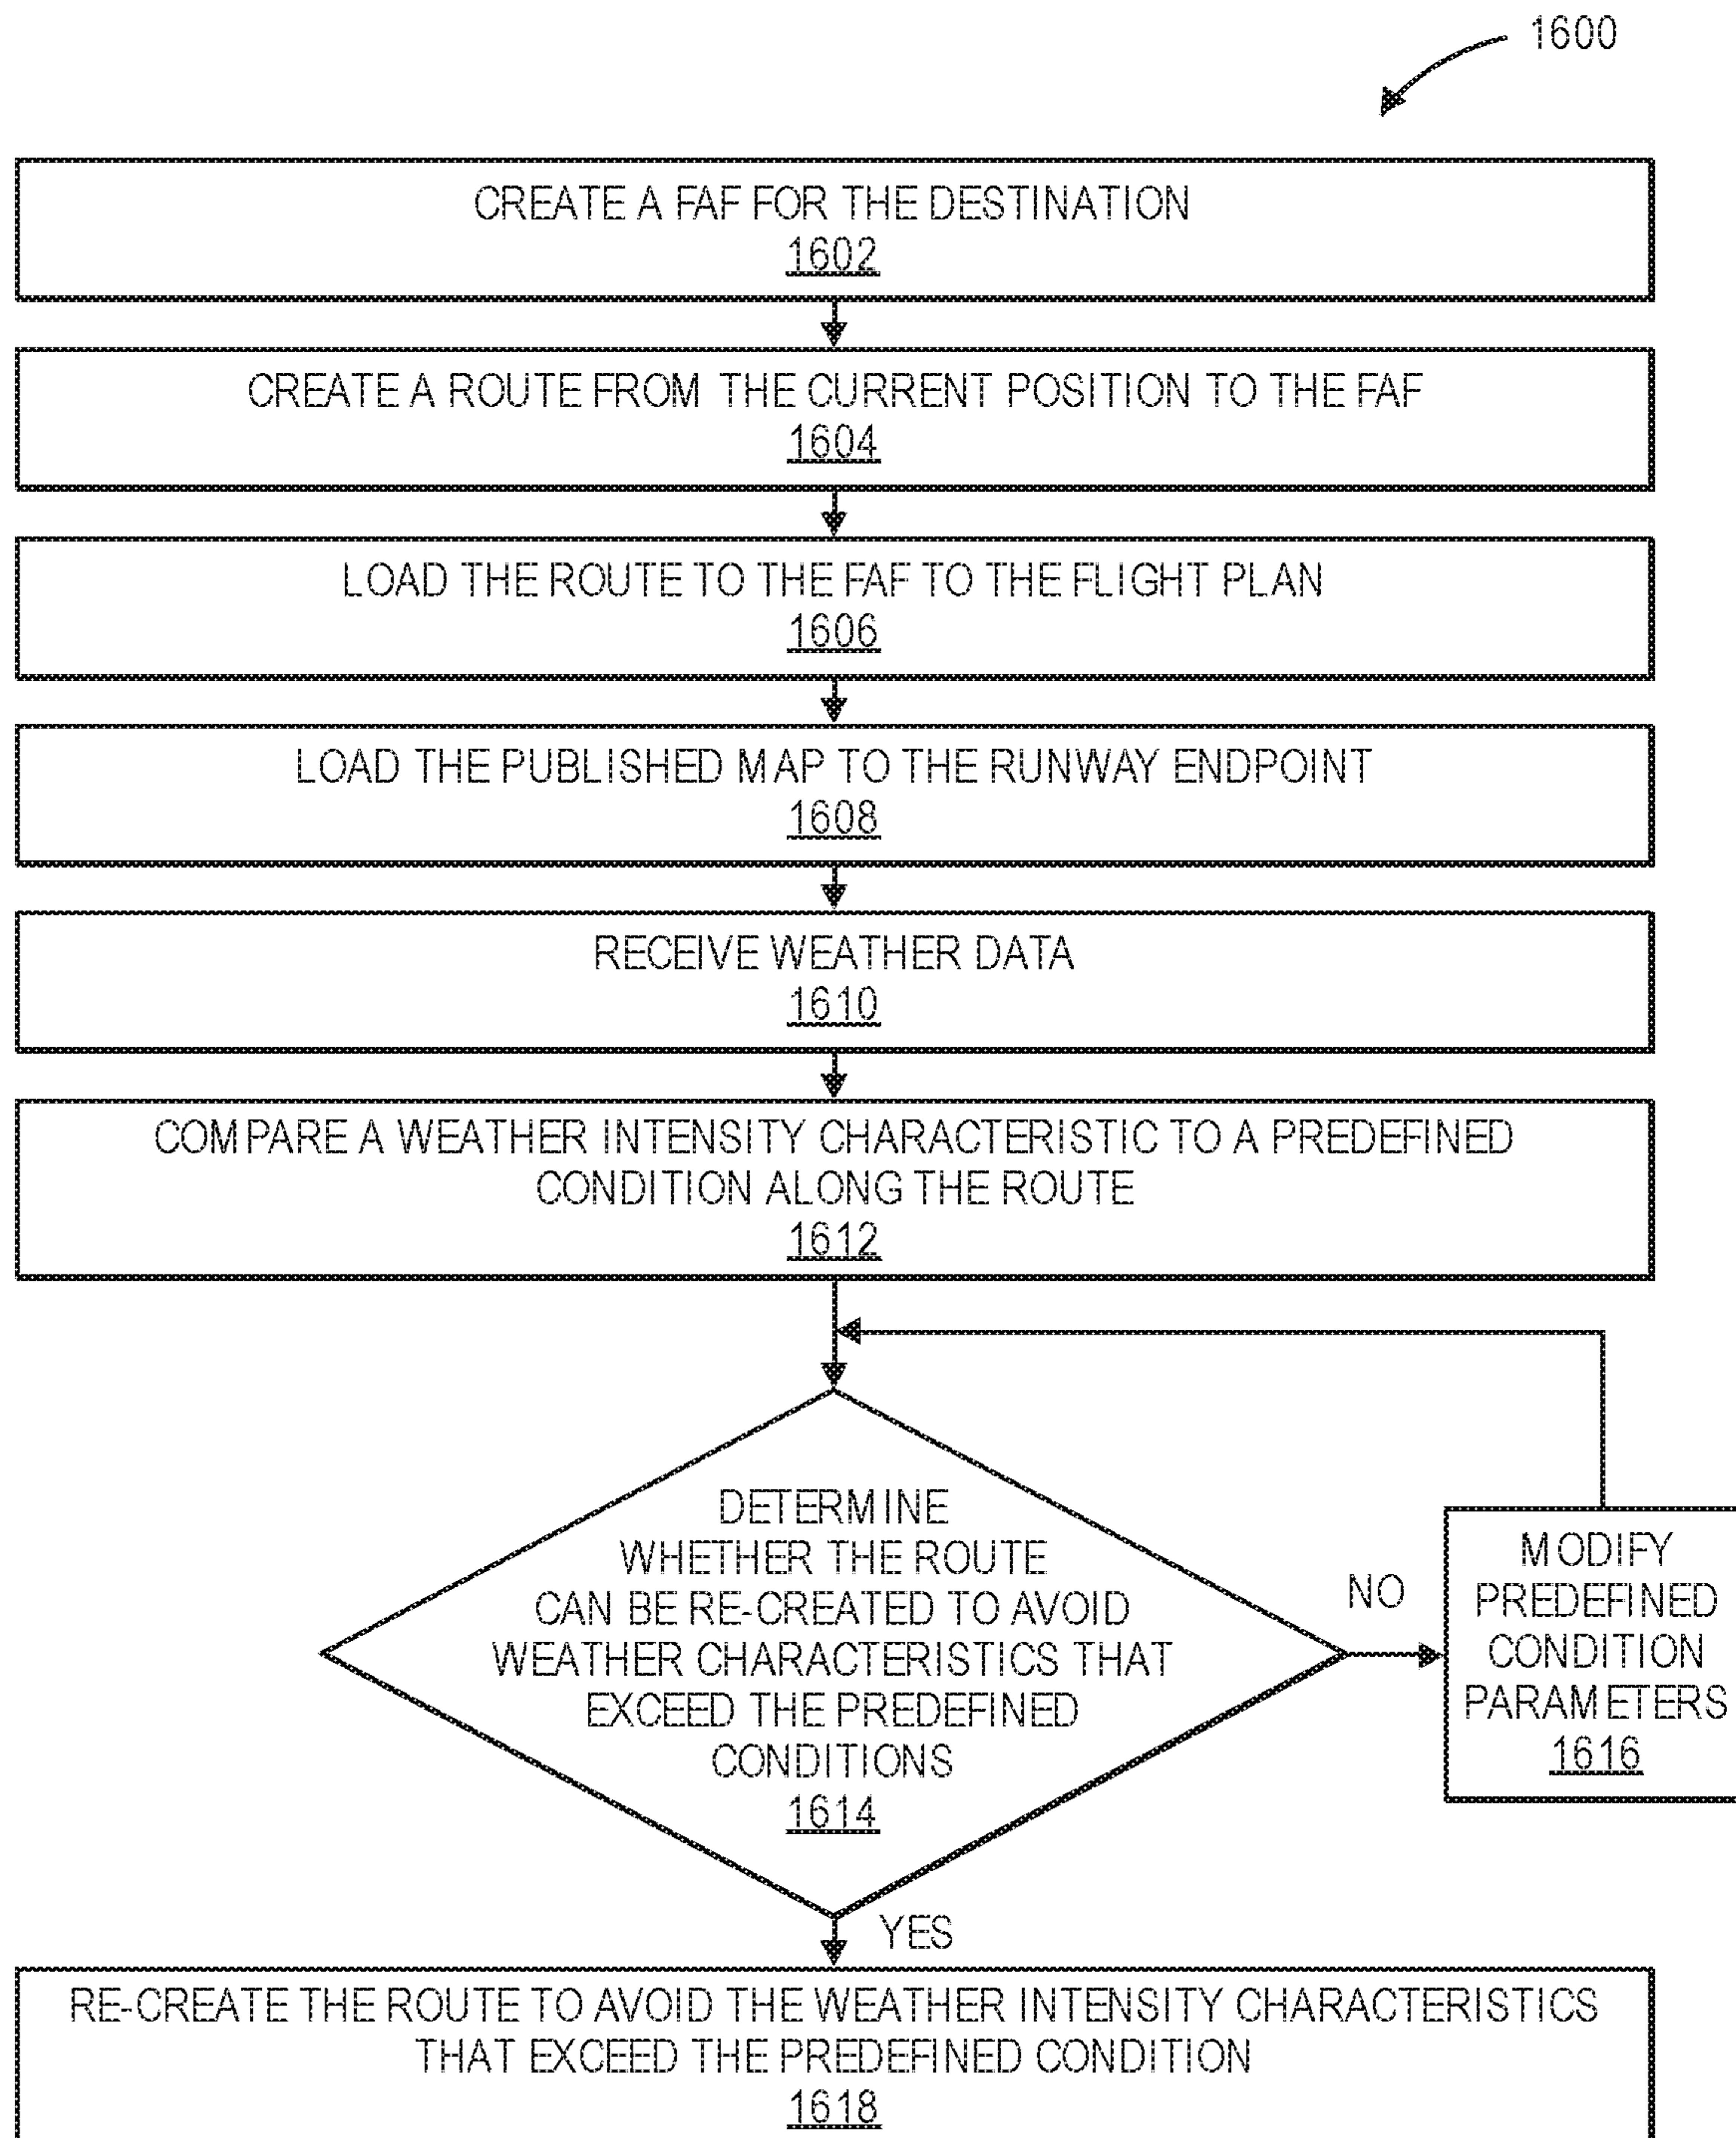 1600
CREATE A FAF FOR THE DESTINATION
1602
CREATE A ROUTE FROM THE CURRENT POSITION TO THE FAF
1604
LOAD THE ROUTE TO THE FAF TO THE FLIGHT PLAN
1606
LOAD THE PUBLISHED MAP TO THE RUNWAY ENDPOINT
1608
RECEIVE WEATHER DATA
1610
COMPARE A WEATHER INTENSITY CHARACTERISTIC TO A PREDEFINED
CONDITION ALONG THE ROUTE
1612
DETERMINE
WHETHER THE ROUTE
CAN BE RE-CREATED TO AVOID
WEATHER CHARACTERISTICS THAT
EXCEED THE PREDEFINED
CONDITIONS
1614
NO
MODIFY
PREDEFINED
CONDITION
PARAMETERS
1616
YES
RE-CREATE THE ROUTE TO AVOID THE WEATHER INTENSITY CHARACTERISTICS
THAT EXCEED THE PREDEFINED CONDITION
1618